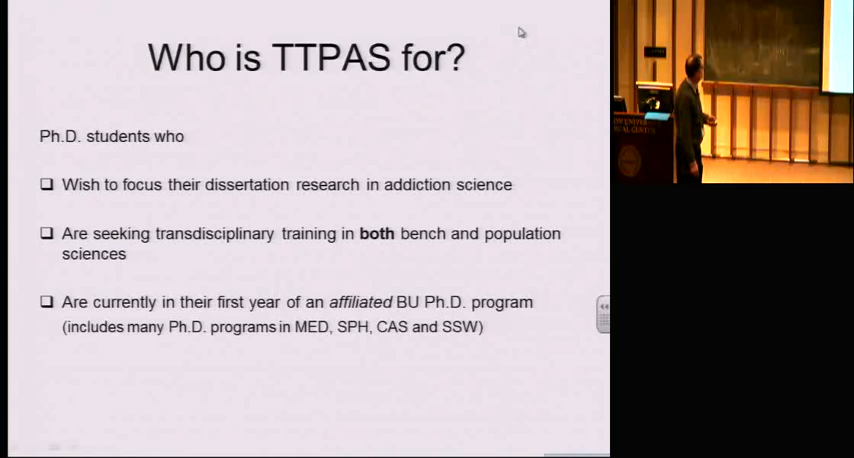 Who is TTPAS for?
Ph.D. students who
❑ Wish to focus their dissertation research in addiction science
❑ Are seeking transdisciplinary training in both bench and population
sciences
❑ Are currently in their first year of an affiliated BU Ph.D. program
(includes many Ph.D. programs in MED, SPH, CAS and SSW)